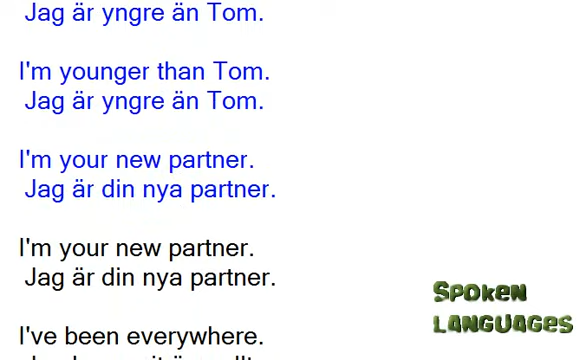 Jag är yngre än Tom.
I'm younger than Tom.
Jag är yngre än Tom.
I'm your new partner.
Jag är din nya partner.
I'm your new partner.
Jag är din nya partner.
I've been everywhere.
SPOKEN
LANGUAGES